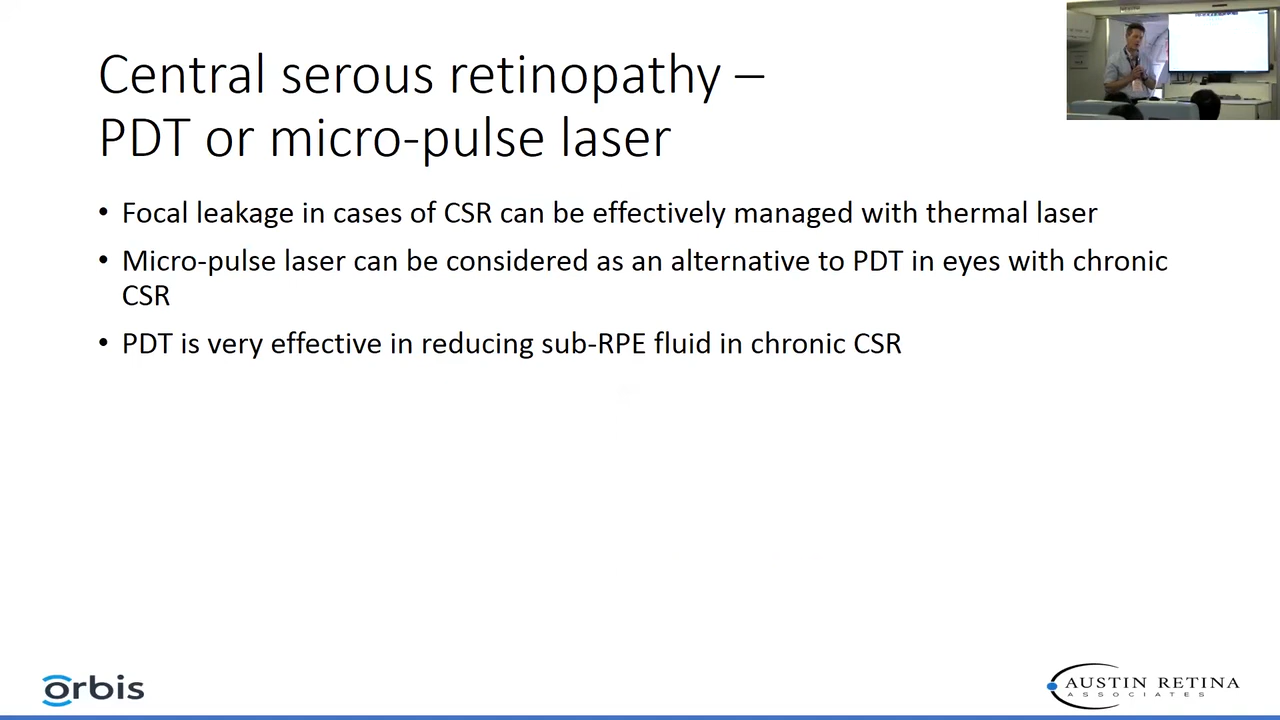 Central serous retinopathy –
PDT or micro-pulse laser
• Focal leakage in cases of CSR can be effectively managed with thermal laser
• Micro-pulse laser can be considered as an alternative to PDT in eyes with chronic
CSR
• PDT is very effective in reducing sub-RPE fluid in chronic CSR
orbis
AUSTIN RETINA
ASSOCIATES